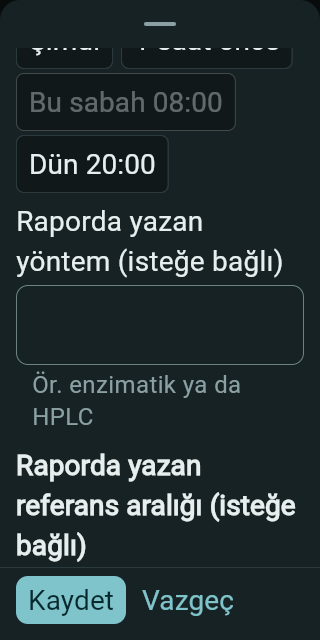 Bu sabah 08:00
Dün 20:00
Raporda yazan
yöntem (isteğe bağlı)
Ör. enzimatik ya da
HPLC
Raporda yazan
referans aralığı (isteğe
bağlı)
Kaydet Vazgeç